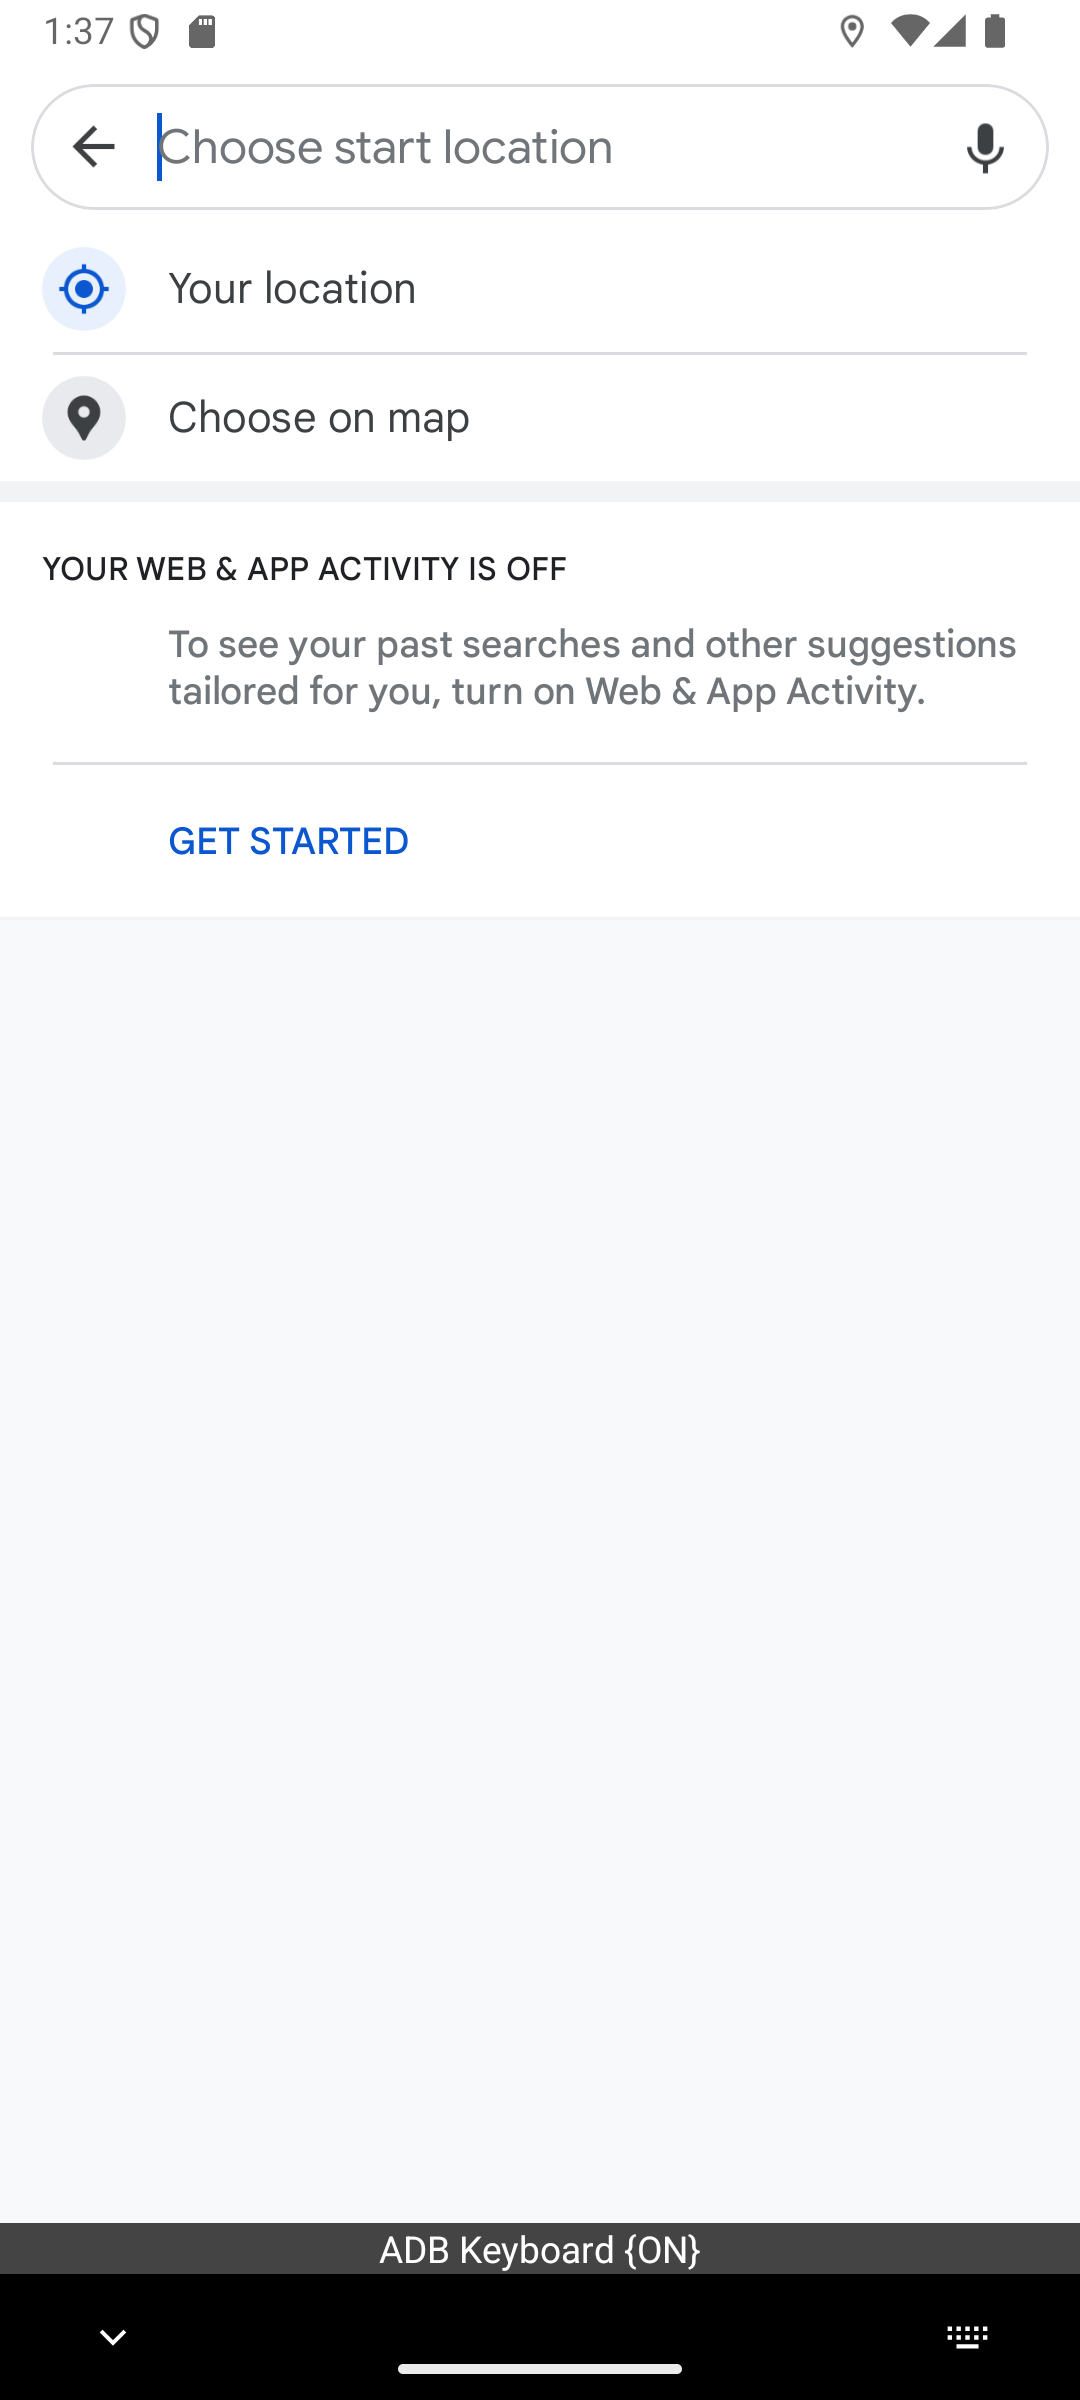 1:37
Choose start location
Your location
Choose on map
YOUR WEB & APP ACTIVITY IS OFF
To see your past searches and other suggestions
tailored for you, turn on Web & App Activity.
GET STARTED
ADB Keyboard {ON}